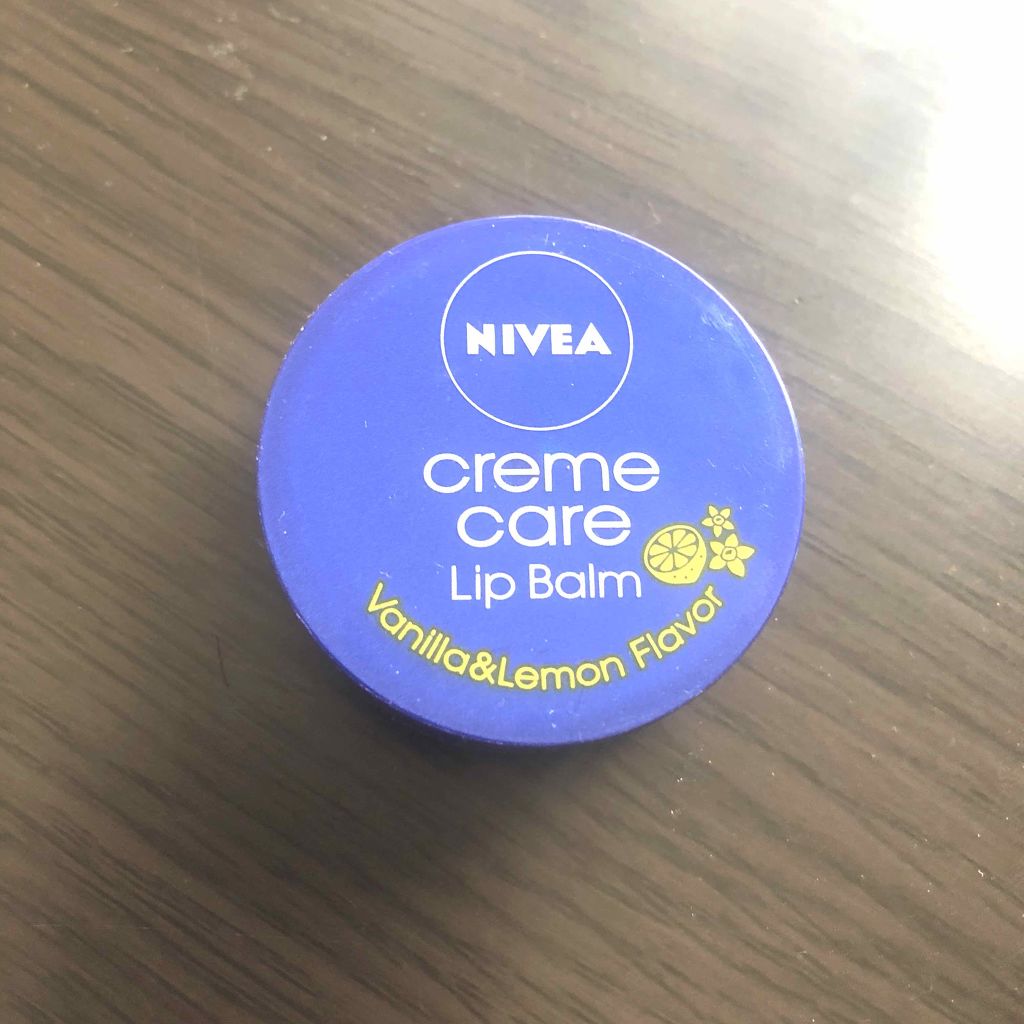 NIVEA
creme
care
Lip Balm
Vanilla&Lemon Flavor